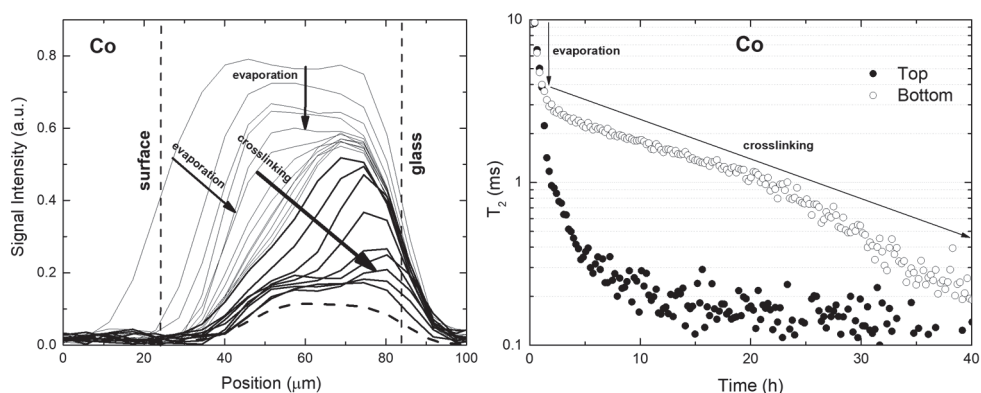 Co
evaporation
evaporation
crosslinking
surface
glass
Signal Intensity (a.u.)
0.8
0.6
0.4
0.2
0.0
0 20 40 60 80 100
Position (μm)
Co
evaporation
Top
Bottom
crosslinking
T2 (ms)
10
1
0.1
0 10 20 30 40
Time (h)